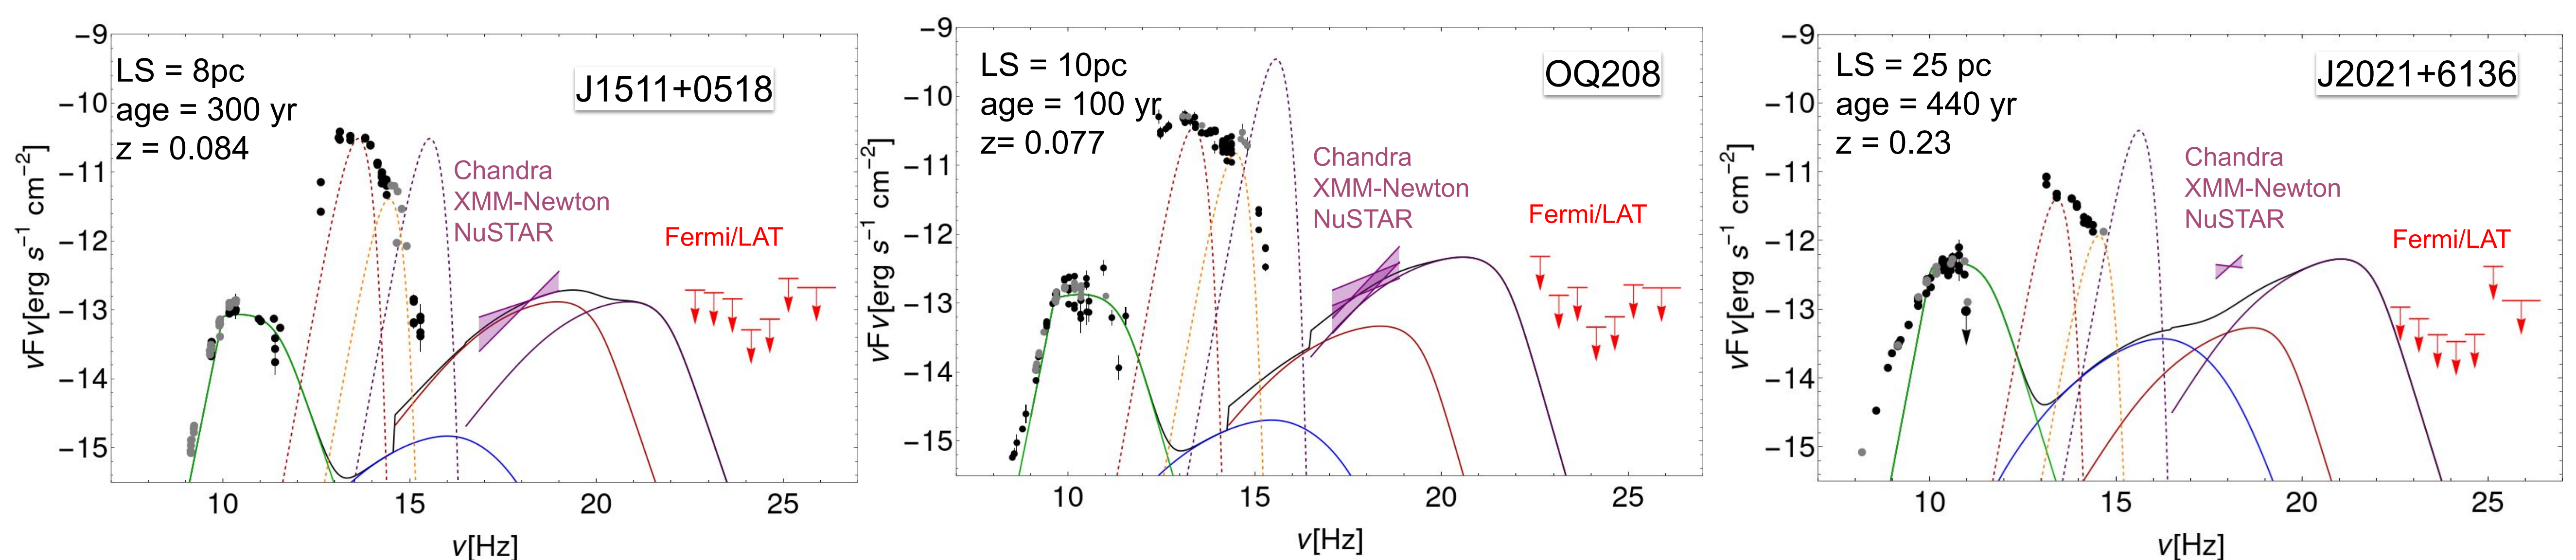 −9
−10
−11
−12
−13
−14
−15
νFν[erg s⁻¹ cm⁻²]
LS = 8pc
age = 300 yr
z = 0.084
J1511+0518
Chandra
XMM-Newton
NuSTAR
Fermi/LAT
10
15
20
25
ν[Hz]
−9
−10
−11
−12
−13
−14
−15
νFν[erg s⁻¹ cm⁻²]
LS = 10pc
age = 100 yr
z= 0.077
OQ208
Chandra
XMM-Newton
NuSTAR
Fermi/LAT
10
15
20
25
ν[Hz]
−9
−10
−11
−12
−13
−14
−15
νFν[erg s⁻¹ cm⁻²]
LS = 25 pc
age = 440 yr
z = 0.23
J2021+6136
Chandra
XMM-Newton
NuSTAR
Fermi/LAT
10
15
20
25
ν[Hz]